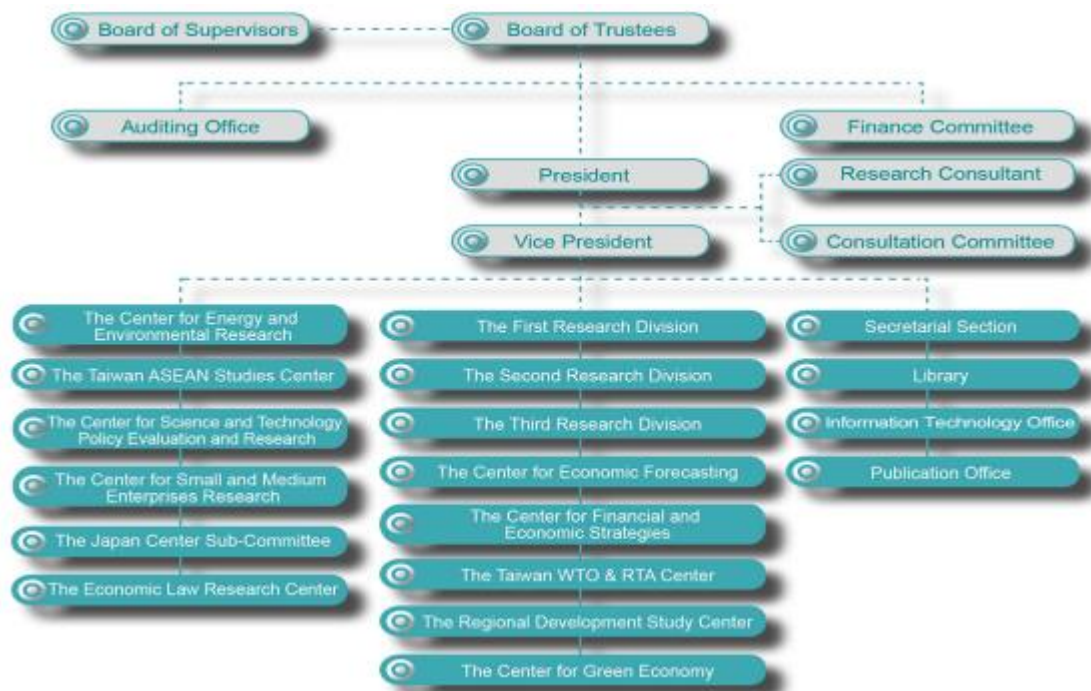 Board of Supervisors
Board of Trustees
Auditing Office
Finance Committee
President
Research Consultant
Vice President
Consultation Committee
The Center for Energy and
Environmental Research
The Taiwan ASEAN Studies Center
The Center for Science and Technology
Policy Evaluation and Research
The Center for Small and Medium
Enterprises Research
The Japan Center Sub-Committee
The Economic Law Research Center
The First Research Division
The Second Research Division
The Third Research Division
The Center for Economic Forecasting
The Center for Financial and
Economic Strategies
The Taiwan WTO & RTA Center
The Regional Development Study Center
The Center for Green Economy
Secretarial Section
Library
Information Technology Office
Publication Office